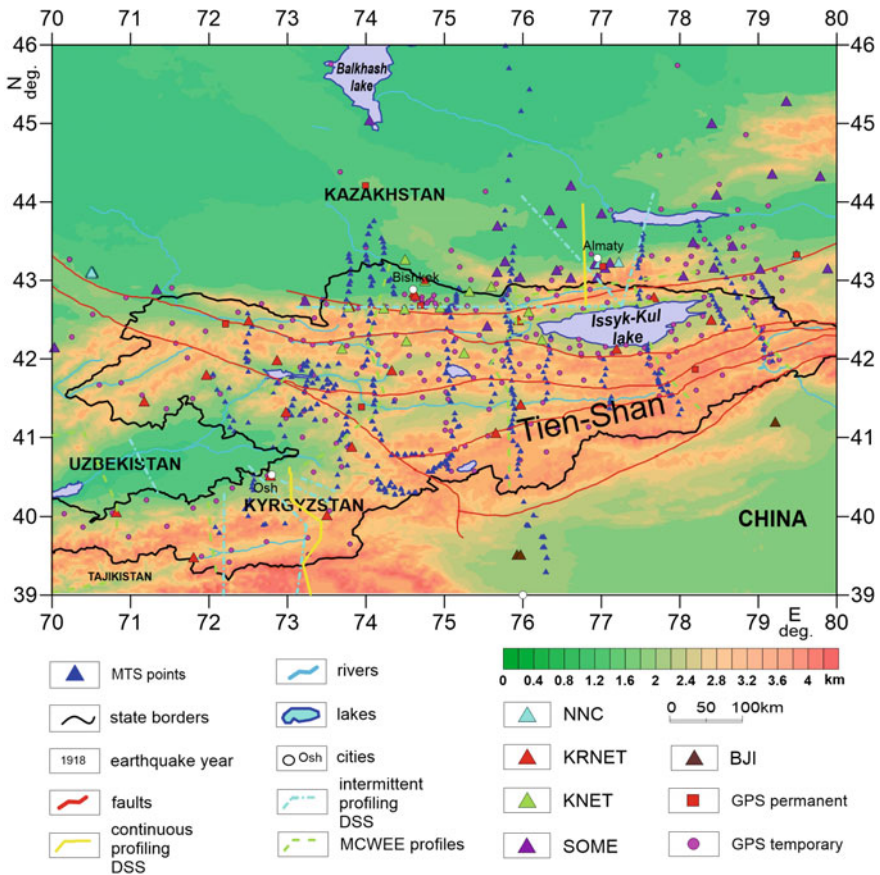 70 71 72 73 74 75 76 77 78 79 80
46 46
N
deg.
Balkhash
lake
45 45
44 44
KAZAKHSTAN
Almaty
43 43
Bishkek
Issyk-Kul
lake
42 42
Tien-Shan
41 41
UZBEKISTAN
Osh
KYRGYZSTAN
40 40
CHINA
TAJIKISTAN
39 39
70 71 72 73 74 75 76 77 78 79 80
E
deg.
MTS points
state borders
1918 earthquake year
faults
continuous
profiling
DSS
rivers
lakes
Osh cities
intermittent
profiling
DSS
MCWEE profiles
0 0.4 0.8 1.2 1.6 2 2.4 2.8 3.2 3.6 4 km
0 50 100km
NNC
KRNET
KNET
SOME
BJI
GPS permanent
GPS temporary